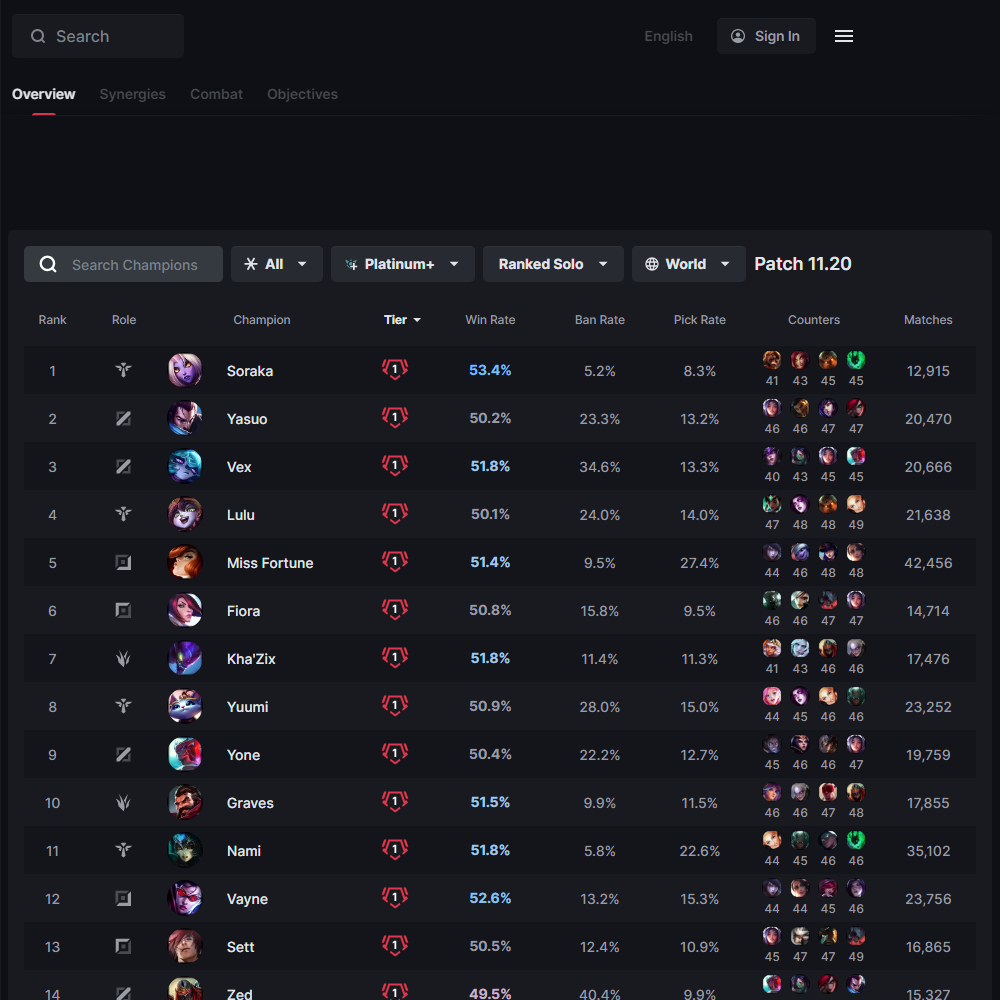 Search English Sign In
Overview Synergies Combat Objectives
Search Champions All Platinum+ Ranked Solo World Patch 11.20
Rank Role Champion Tier Win Rate Ban Rate Pick Rate Counters Matches
1 Soraka 1 53.4% 5.2% 8.3% 41 43 45 45 12,915
2 Yasuo 1 50.2% 23.3% 13.2% 46 46 47 47 20,470
3 Vex 1 51.8% 34.6% 13.3% 40 43 45 45 20,666
4 Lulu 1 50.1% 24.0% 14.0% 47 48 48 49 21,638
5 Miss Fortune 1 51.4% 9.5% 27.4% 44 46 48 48 42,456
6 Fiora 1 50.8% 15.8% 9.5% 46 46 47 47 14,714
7 Kha'Zix 1 51.8% 11.4% 11.3% 41 43 46 46 17,476
8 Yuumi 1 50.9% 28.0% 15.0% 44 45 46 46 23,252
9 Yone 1 50.4% 22.2% 12.7% 45 46 46 47 19,759
10 Graves 1 51.5% 9.9% 11.5% 46 46 47 48 17,855
11 Nami 1 51.8% 5.8% 22.6% 44 45 46 46 35,102
12 Vayne 1 52.6% 13.2% 15.3% 44 44 45 46 23,756
13 Sett 1 50.5% 12.4% 10.9% 45 47 47 49 16,865
14 Zed 1 49.5% 40.4% 9.9% 15,327